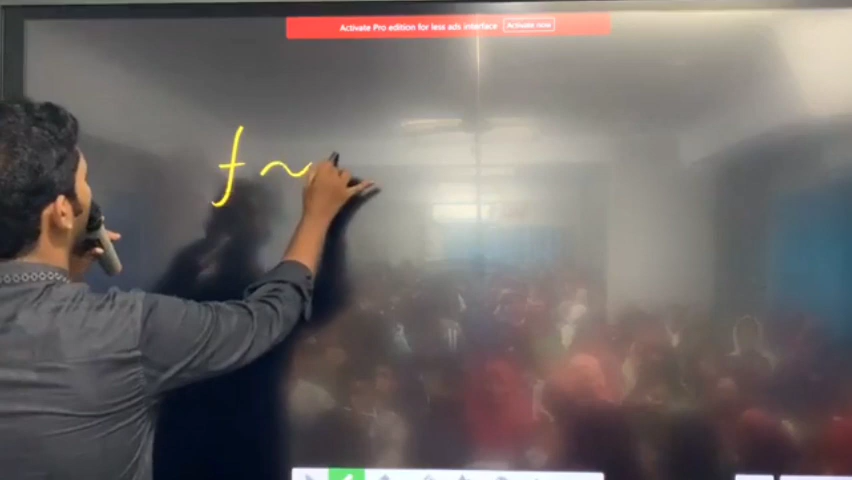 Activate Pro edition for less ads interface Activate now
f ~